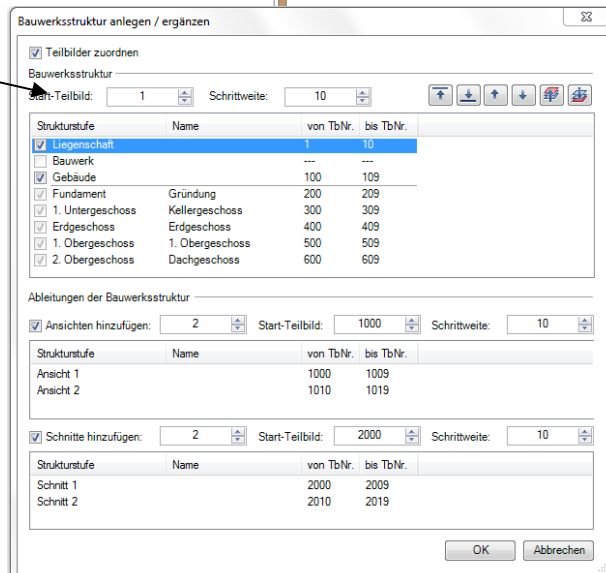 Bauwerksstruktur anlegen / ergänzen
Teilbilder zuordnen
Bauwerksstruktur
Start-Teilbild: 1 Schrittweite: 10
Strukturstufe Name von TbNr. bis TbNr.
Liegenschaft 1 10
Bauwerk --- ---
Gebäude 100 109
Fundament Gründung 200 209
1. Untergeschoss Kellergeschoss 300 309
Erdgeschoss Erdgeschoss 400 409
1. Obergeschoss 1. Obergeschoss 500 509
2. Obergeschoss Dachgeschoss 600 609
Ableitungen der Bauwerksstruktur
Ansichten hinzufügen: 2 Start-Teilbild: 1000 Schrittweite: 10
Strukturstufe Name von TbNr. bis TbNr.
Ansicht 1 1000 1009
Ansicht 2 1010 1019
Schnitte hinzufügen: 2 Start-Teilbild: 2000 Schrittweite: 10
Strukturstufe Name von TbNr. bis TbNr.
Schnitt 1 2000 2009
Schnitt 2 2010 2019
OK Abbrechen